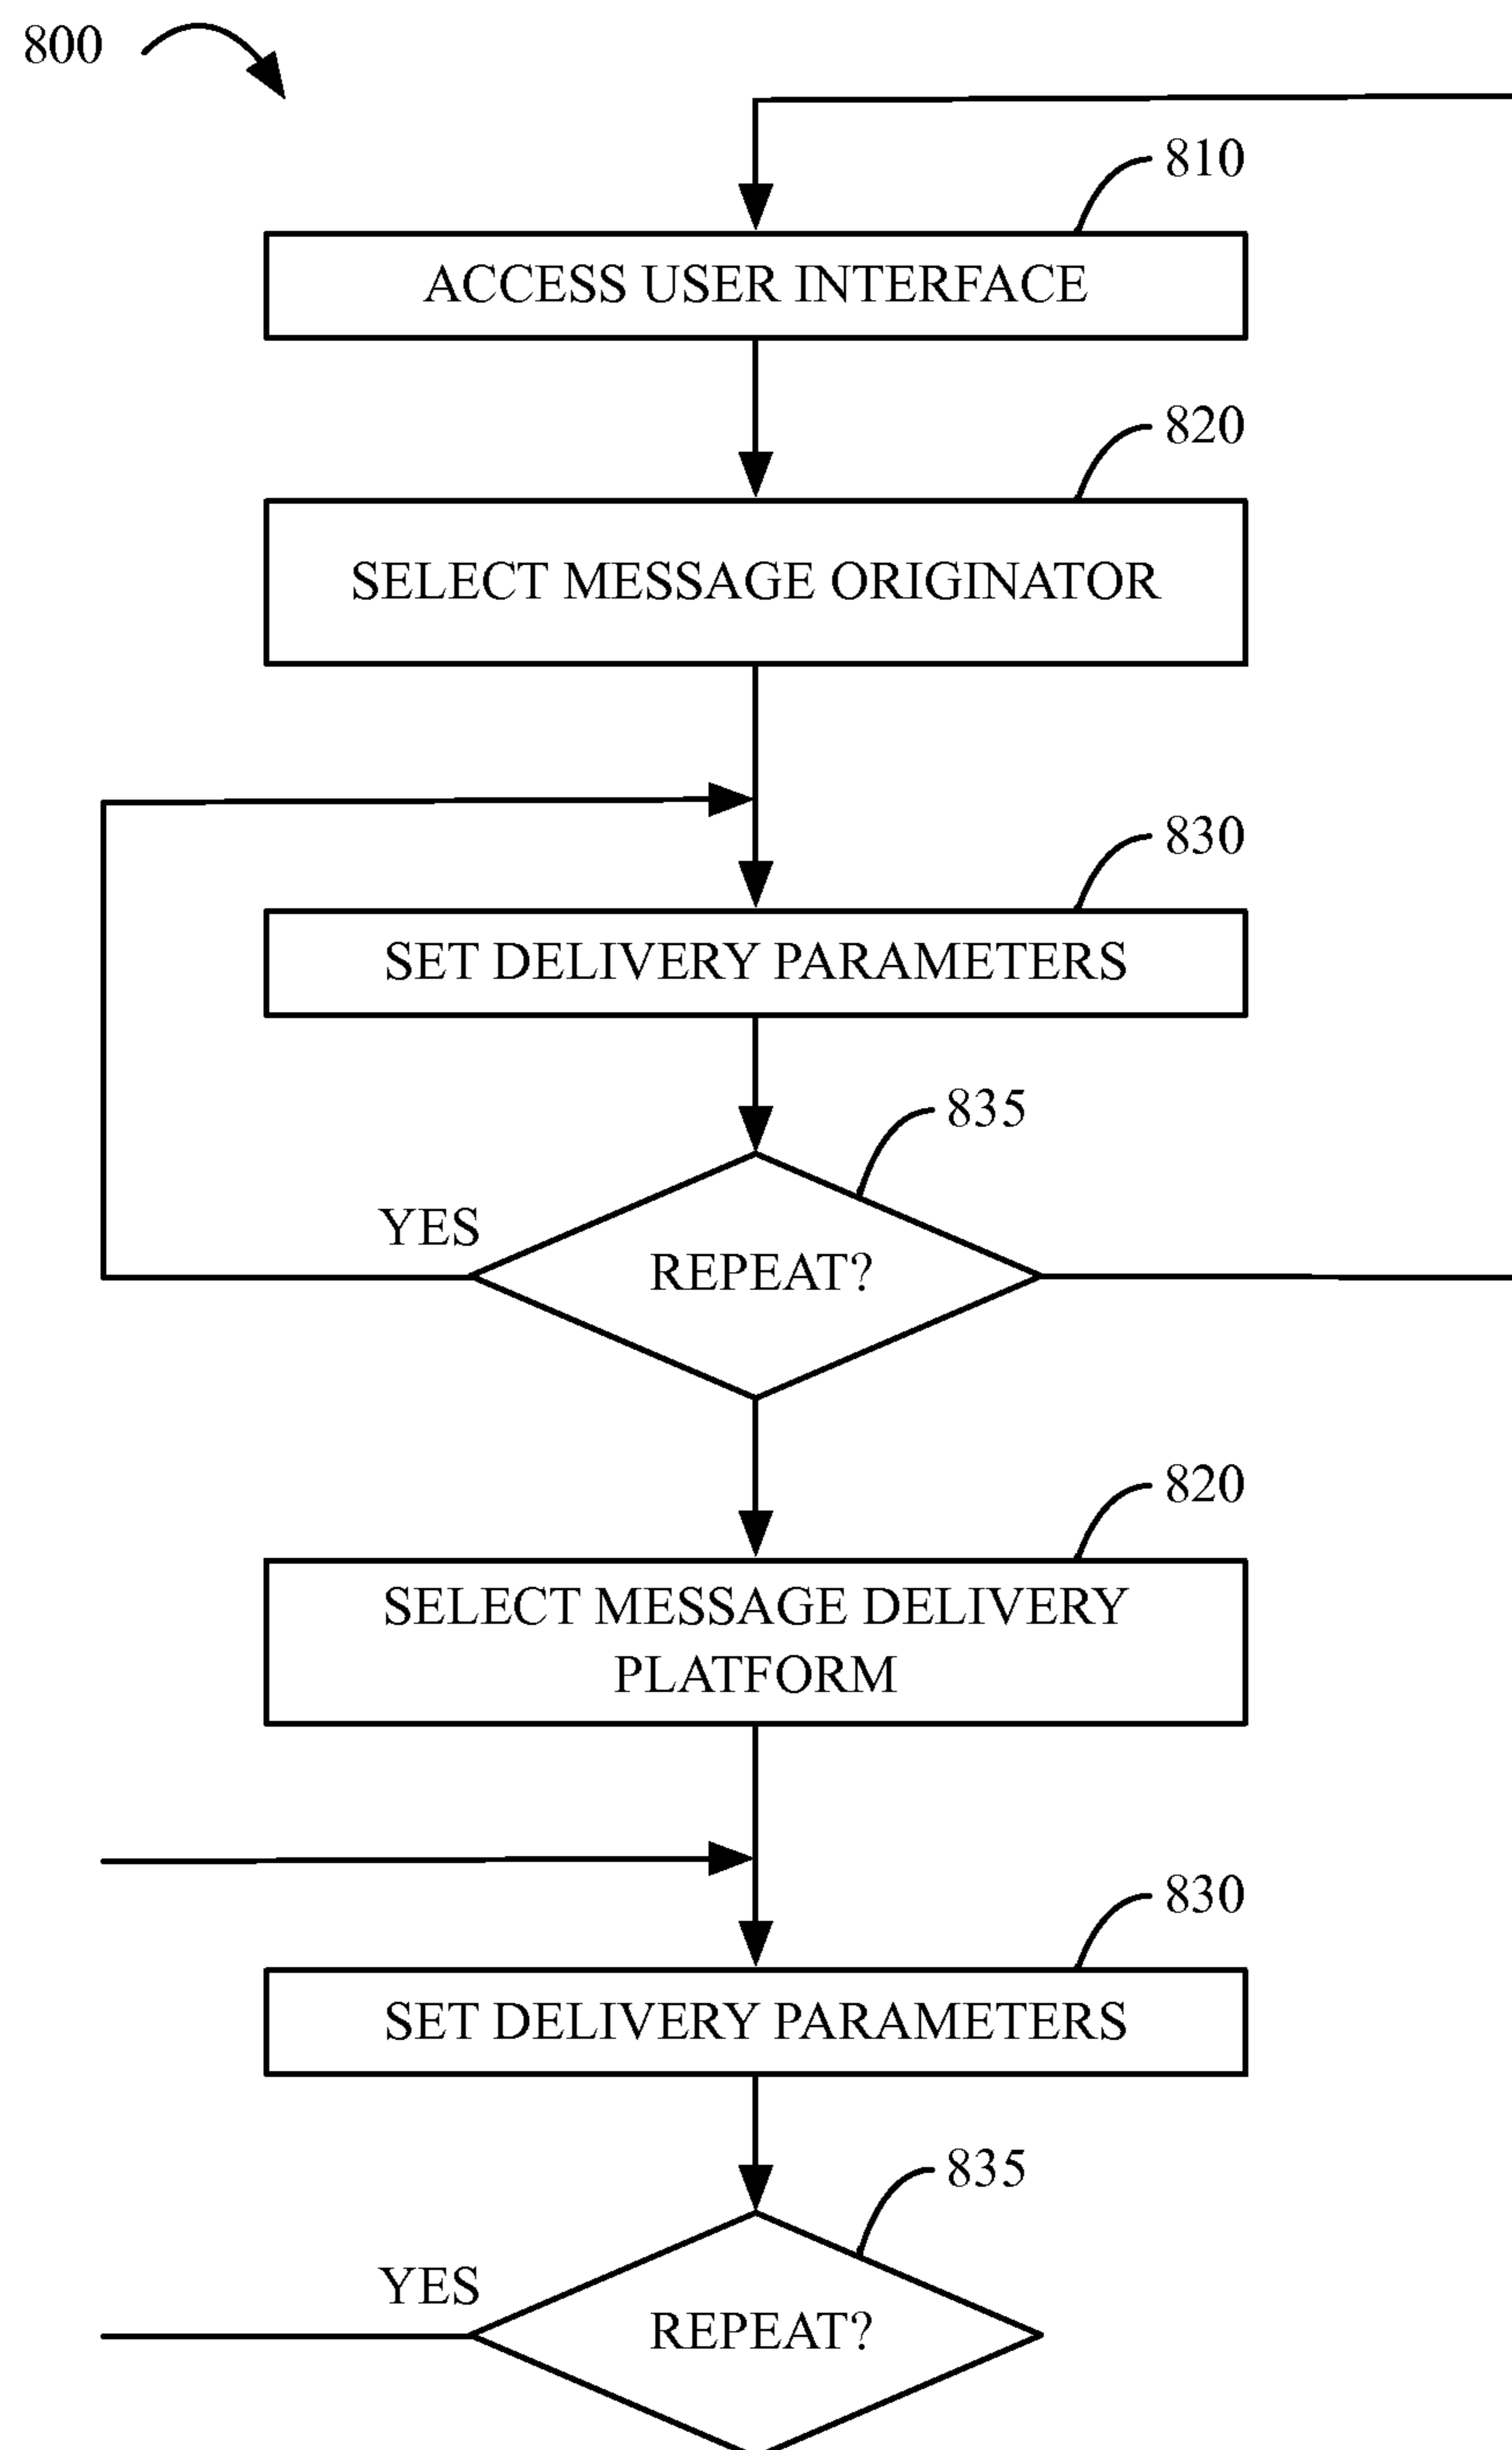 800
810
ACCESS USER INTERFACE
820
SELECT MESSAGE ORIGINATOR
830
SET DELIVERY PARAMETERS
835
YES
REPEAT?
820
SELECT MESSAGE DELIVERY
PLATFORM
830
SET DELIVERY PARAMETERS
835
YES
REPEAT?